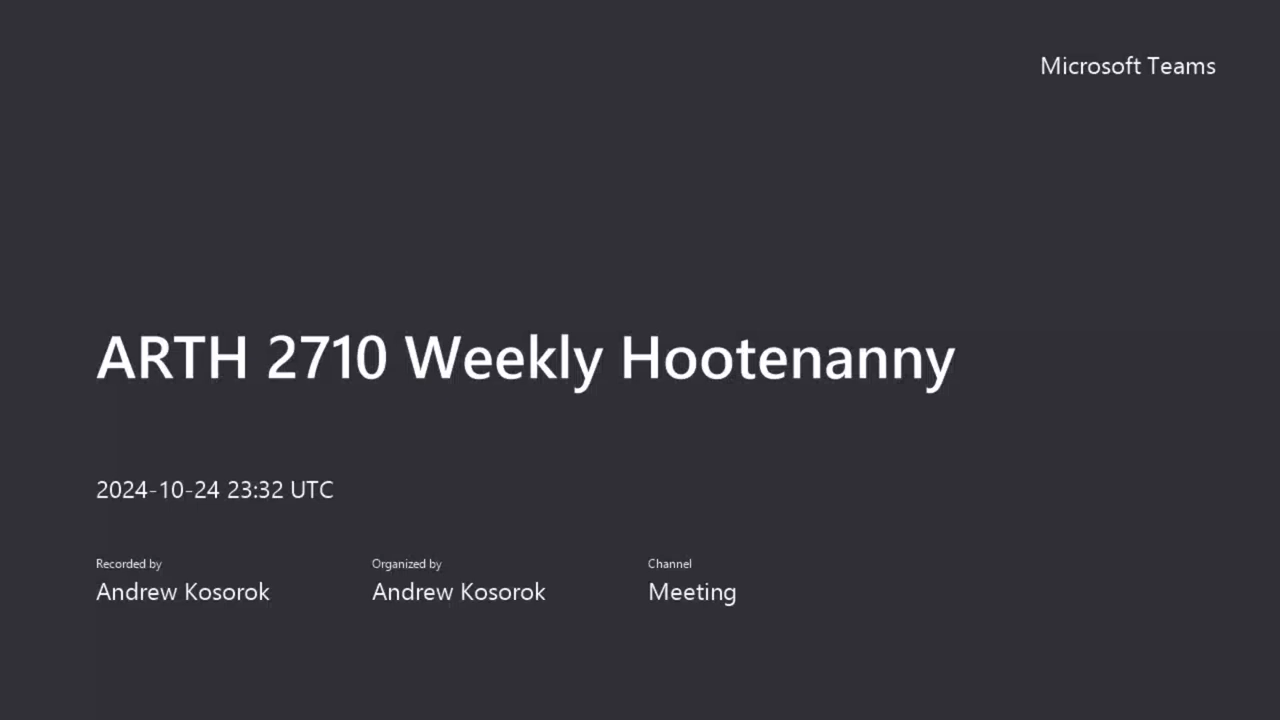 Microsoft Teams
ARTH 2710 Weekly Hootenanny
2024-10-24 23:32 UTC
Recorded by
Andrew Kosorok
Organized by
Andrew Kosorok
Channel
Meeting